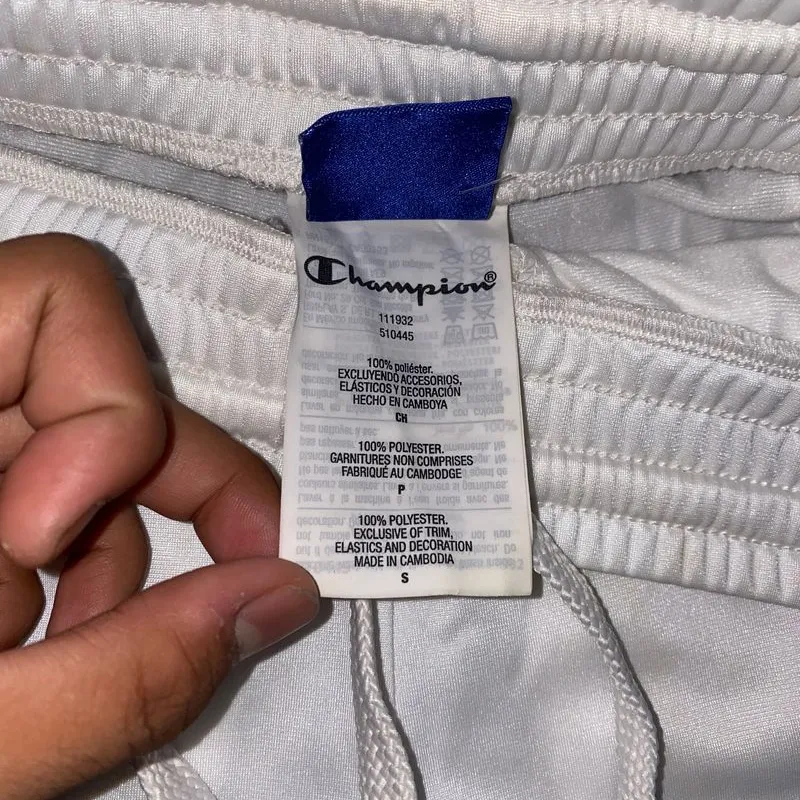 Champion®
111932
510445
100% poliéster.
EXCLUYENDO ACCESORIOS,
ELÁSTICOS Y DECORACIÓN
HECHO EN CAMBOYA
CH
100% POLYESTER.
GARNITURES NON COMPRISES
FABRIQUÉ AU CAMBODGE
P
100% POLYESTER.
EXCLUSIVE OF TRIM,
ELASTICS AND DECORATION
MADE IN CAMBODIA
S